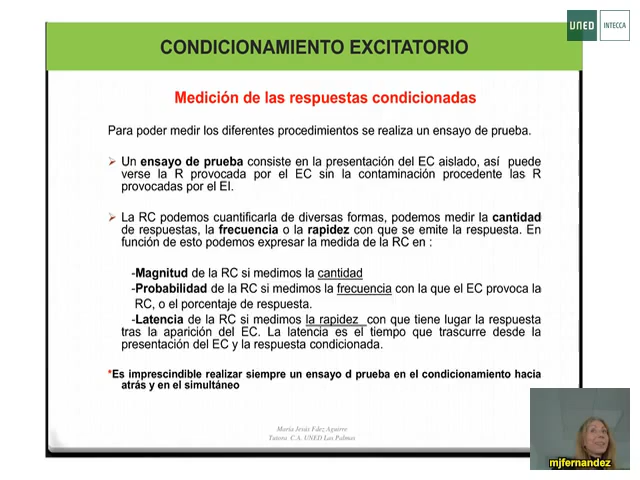 UNED
INTECCA
CONDICIONAMIENTO EXCITATORIO
Medición de las respuestas condicionadas
Para poder medir los diferentes procedimientos se realiza un ensayo de prueba.
Un ensayo de prueba consiste en la presentación del EC aislado, así puede
verse la R provocada por el EC sin la contaminación procedente las R
provocadas por el EI.
La RC podemos cuantificarla de diversas formas, podemos medir la cantidad
de respuestas, la frecuencia o la rapidez con que se emite la respuesta. En
función de esto podemos expresar la medida de la RC en :
-Magnitud de la RC si medimos la cantidad
-Probabilidad de la RC si medimos la frecuencia con la que el EC provoca la
RC, o el porcentaje de respuesta.
-Latencia de la RC si medimos la rapidez con que tiene lugar la respuesta
tras la aparición del EC. La latencia es el tiempo que trascurre desde la
presentación del EC y la respuesta condicionada.
*Es imprescindible realizar siempre un ensayo d prueba en el condicionamiento hacia
atrás y en el simultáneo
María Jesús Fdez Aguirre
Tutora C.A. UNED Las Palmas
mjfernandez